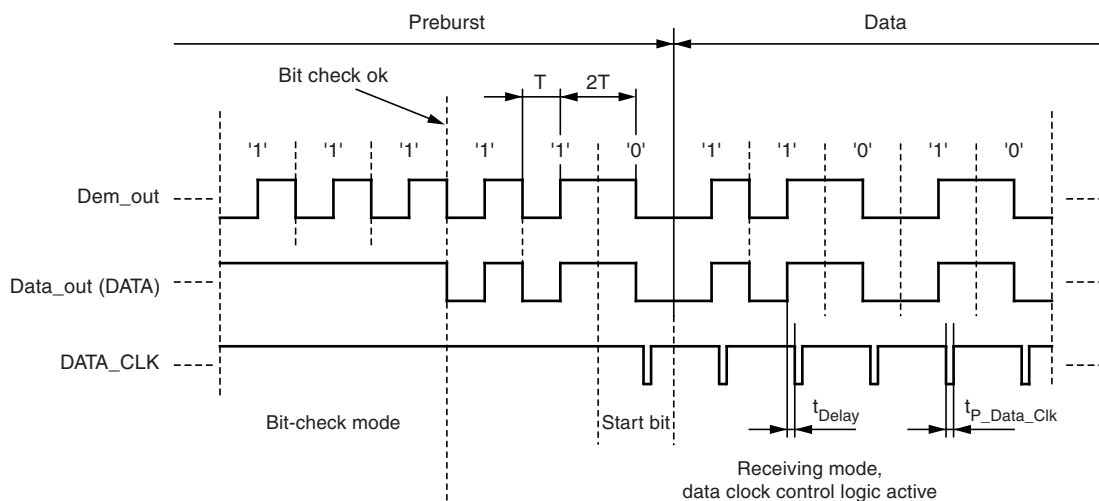 Preburst
Data
Bit check ok
T
2T
'1'
'1'
'1'
'1'
'1'
'0'
'1'
'1'
'0'
'1'
'0'
Dem_out
Data_out (DATA)
DATA_CLK
Bit-check mode
Start bit
tDelay
tP_Data_Clk
Receiving mode,
data clock control logic active